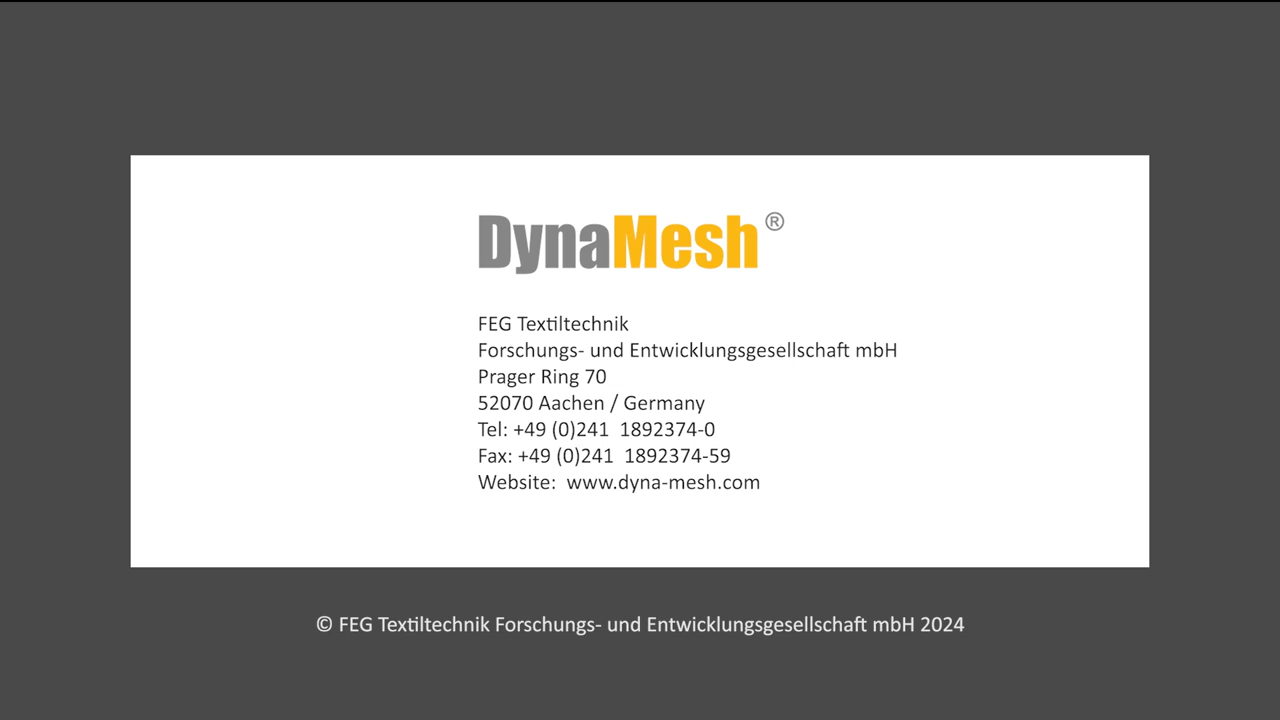 DynaMesh®
FEG Textiltechnik
Forschungs- und Entwicklungsgesellschaft mbH
Prager Ring 70
52070 Aachen / Germany
Tel: +49 (0)241  1892374-0
Fax: +49 (0)241  1892374-59
Website:  www.dyna-mesh.com
© FEG Textiltechnik Forschungs- und Entwicklungsgesellschaft mbH 2024